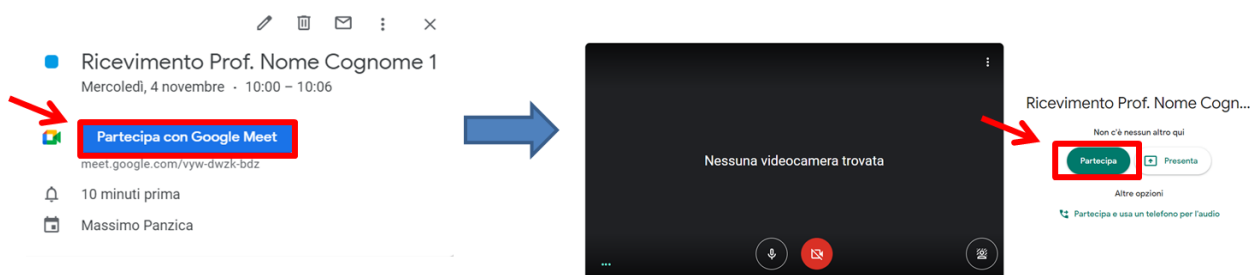 Ricevimento Prof. Nome Cognome 1
Mercoledì, 4 novembre · 10:00 – 10:06
Partecipa con Google Meet
meet.google.com/vyw-dwzk-bdz
10 minuti prima
Massimo Panzica
Nessuna videocamera trovata
Ricevimento Prof. Nome Cogn...
Non c'è nessun altro qui
Partecipa
Presenta
Altre opzioni
Partecipa e usa un telefono per l'audio